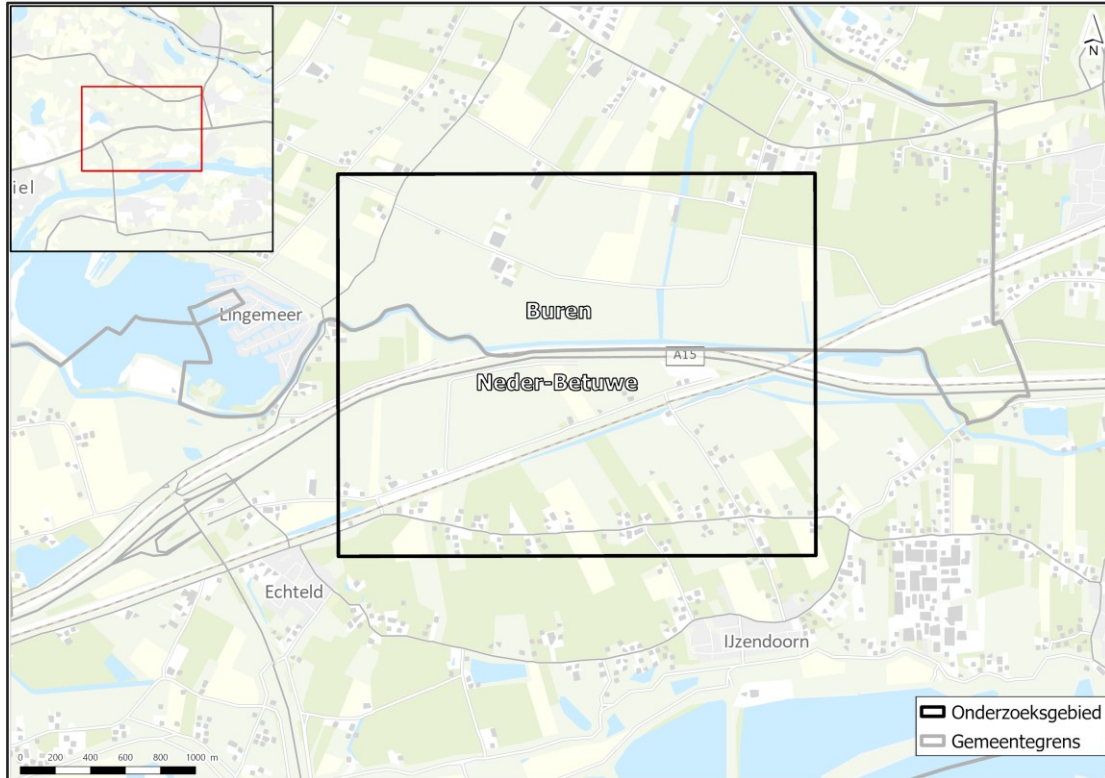 iel
N
Lingemeer
Buren
A15
Neder-Betuwe
Echteld
IJzendoorn
Onderzoeksgebied
Gemeentegrens
0 200 400 600 800 1000 m